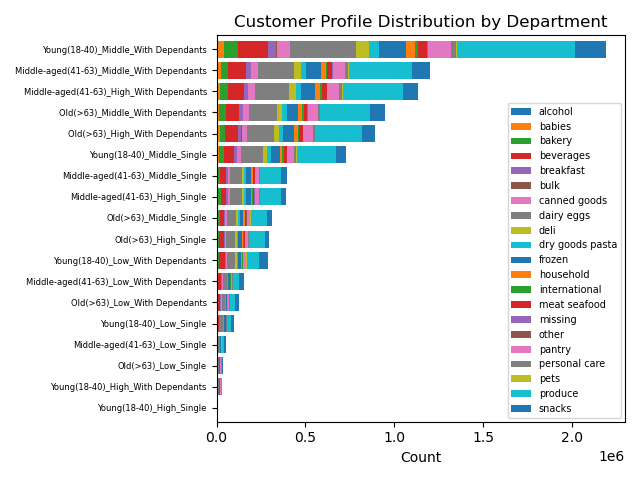 Customer Profile Distribution by Department
Young(18-40)_Middle_With Dependants
Middle-aged(41-63)_Middle_With Dependants
Middle-aged(41-63)_High_With Dependants
Old(>63)_Middle_With Dependants
Old(>63)_High_With Dependants
Young(18-40)_Middle_Single
Middle-aged(41-63)_Middle_Single
Middle-aged(41-63)_High_Single
Old(>63)_Middle_Single
Old(>63)_High_Single
Young(18-40)_Low_With Dependants
Middle-aged(41-63)_Low_With Dependants
Old(>63)_Low_With Dependants
Young(18-40)_Low_Single
Middle-aged(41-63)_Low_Single
Old(>63)_Low_Single
Young(18-40)_High_With Dependants
Young(18-40)_High_Single
alcohol
babies
bakery
beverages
breakfast
bulk
canned goods
dairy eggs
deli
dry goods pasta
frozen
household
international
meat seafood
missing
other
pantry
personal care
pets
produce
snacks
0.0 0.5 1.0 1.5 2.0
1e6
Count